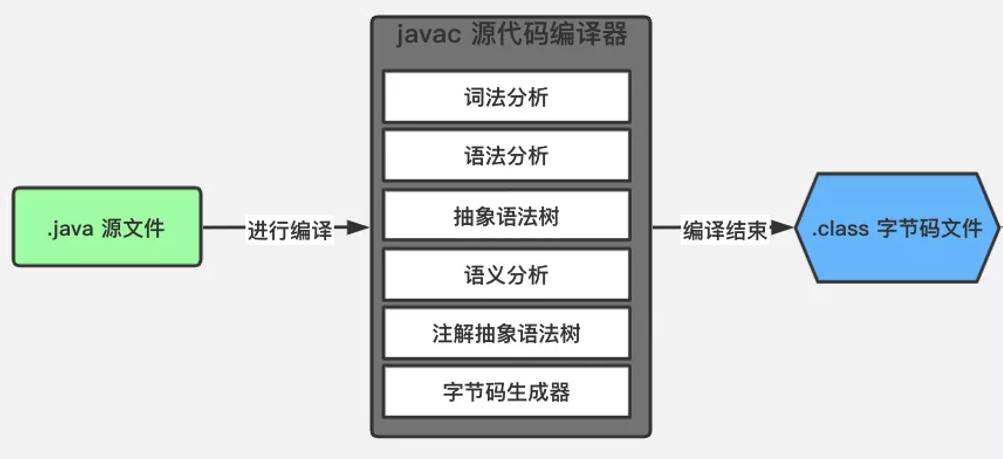 javac 源代码编译器
词法分析
语法分析
抽象语法树
.java 源文件
进行编译
编译结束
.class 字节码文件
语义分析
注解抽象语法树
字节码生成器